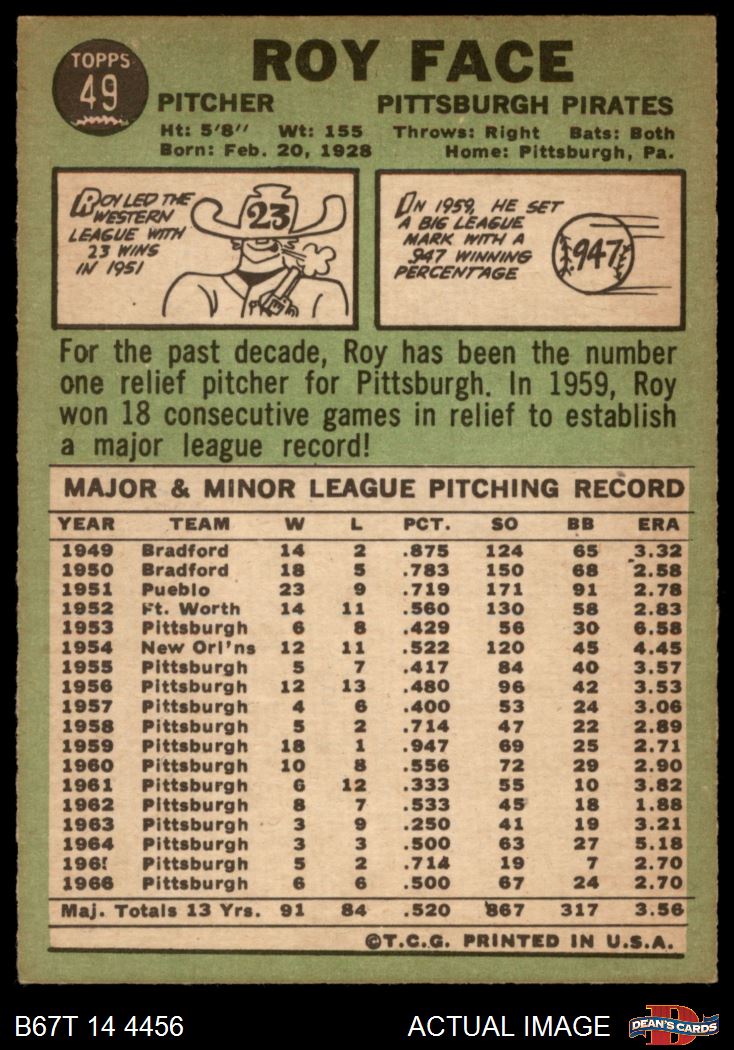 TOPPS
49
ROY FACE
PITCHER PITTSBURGH PIRATES
Ht: 5'8" Wt: 155 Throws: Right Bats: Both
Born: Feb. 20, 1928 Home: Pittsburgh, Pa.
ROY LED THE
WESTERN
LEAGUE WITH
23 WINS
IN 1951
23
IN 1959, HE SET
A BIG LEAGUE
MARK WITH A
.947 WINNING
PERCENTAGE
.947
For the past decade, Roy has been the number
one relief pitcher for Pittsburgh. In 1959, Roy
won 18 consecutive games in relief to establish
a major league record!
MAJOR & MINOR LEAGUE PITCHING RECORD
YEAR TEAM W L PCT. SO BB ERA
1949 Bradford 14 2 .875 124 65 3.32
1950 Bradford 18 5 .783 150 68 2.58
1951 Pueblo 23 9 .719 171 91 2.78
1952 Ft. Worth 14 11 .560 130 58 2.83
1953 Pittsburgh 6 8 .429 56 30 6.58
1954 New Orl'ns 12 11 .522 120 45 4.45
1955 Pittsburgh 5 7 .417 84 40 3.57
1956 Pittsburgh 12 13 .480 96 42 3.53
1957 Pittsburgh 4 6 .400 53 24 3.06
1958 Pittsburgh 5 2 .714 47 22 2.89
1959 Pittsburgh 18 1 .947 69 25 2.71
1960 Pittsburgh 10 8 .556 72 29 2.90
1961 Pittsburgh 6 12 .333 55 10 3.82
1962 Pittsburgh 8 7 .533 45 18 1.88
1963 Pittsburgh 3 9 .250 41 19 3.21
1964 Pittsburgh 3 3 .500 63 27 5.18
1965 Pittsburgh 5 2 .714 19 7 2.70
1966 Pittsburgh 6 6 .500 67 24 2.70
Maj. Totals 13 Yrs. 91 84 .520 867 317 3.56
©T.C.G. PRINTED IN U.S.A.
B67T 14 4456 ACTUAL IMAGE DEAN'S CARDS